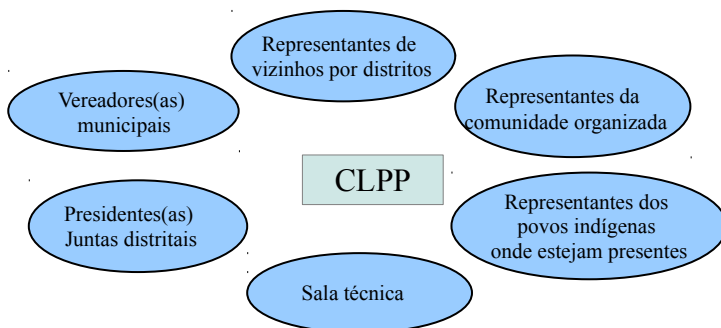 Representantes de
vizinhos por distritos
Vereadores(as)
municipais
Representantes da
comunidade organizada
CLPP
Presidentes(as)
Juntas distritais
Representantes dos
povos indígenas
onde estejam presentes
Sala técnica